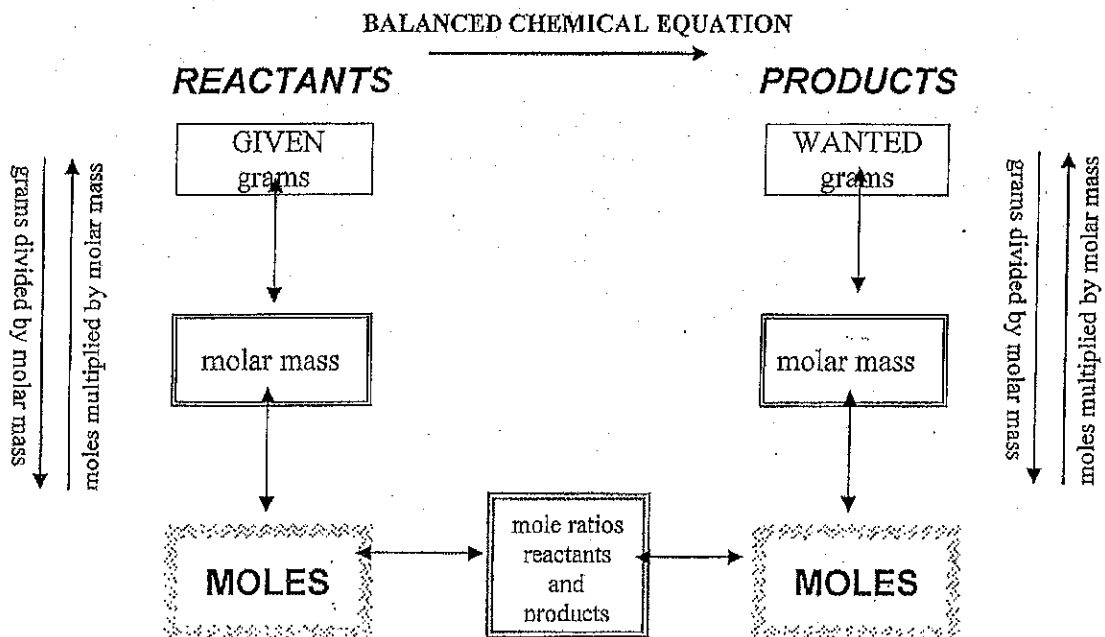 BALANCED CHEMICAL EQUATION
REACTANTS
PRODUCTS
GIVEN
grams
WANTED
grams
grams divided by molar mass
moles multiplied by molar mass
grams divided by molar mass
moles multiplied by molar mass
molar mass
molar mass
MOLES
mole ratios
reactants
and
products
MOLES